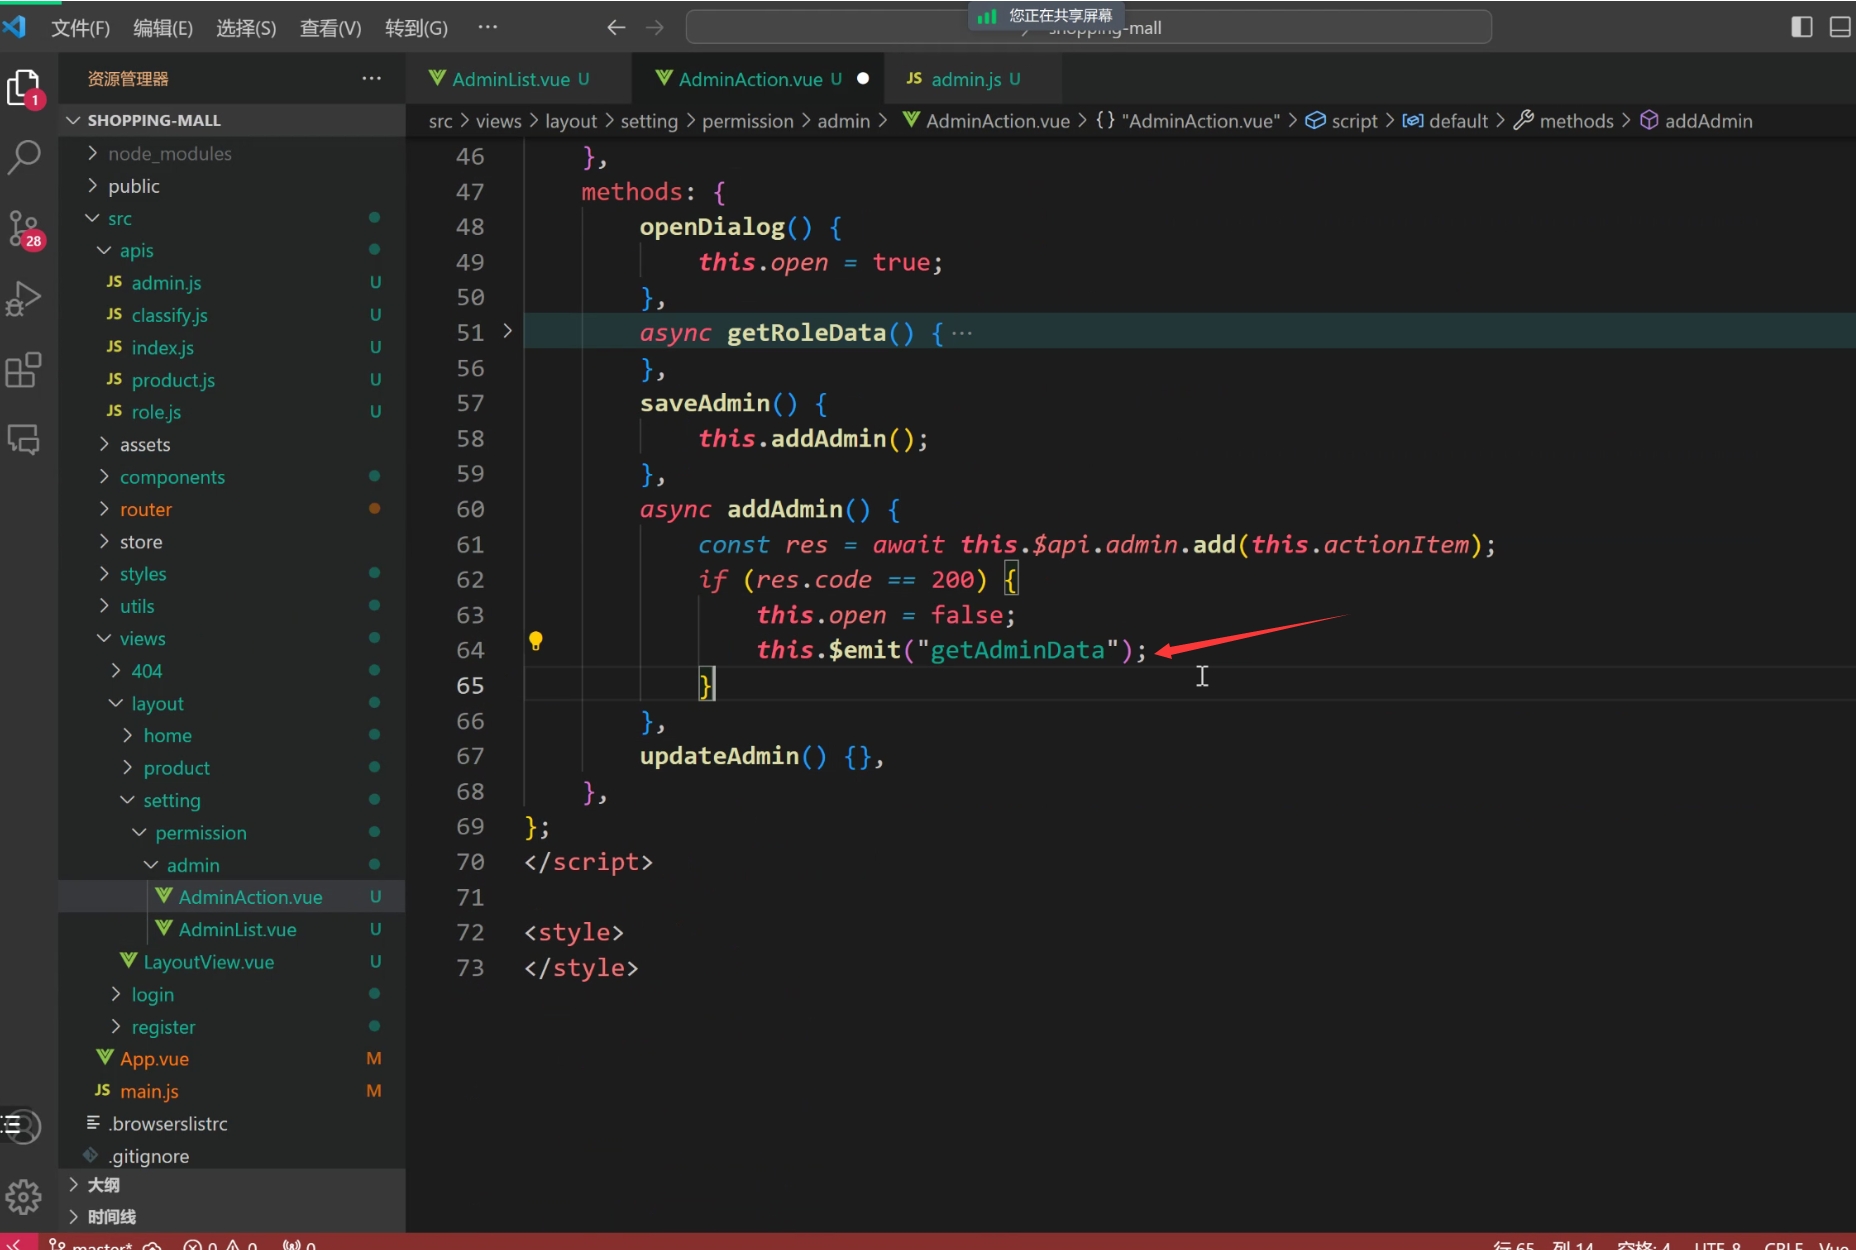 文件(F) 编辑(E) 选择(S) 查看(V) 转到(G) ···
您正在共享屏幕
shopping-mall
资源管理器 ···
AdminList.vue U
AdminAction.vue U
JS admin.js U
1
28
SHOPPING-MALL
node_modules
public
src
apis
JS admin.js U
JS classify.js U
JS index.js U
JS product.js U
JS role.js U
assets
components
router
store
styles
utils
views
404
layout
home
product
setting
permission
admin
AdminAction.vue U
AdminList.vue U
LayoutView.vue U
login
register
App.vue M
JS main.js M
.browserslistrc
.gitignore
大纲
时间线
src > views > layout > setting > permission > admin > AdminAction.vue > {} "AdminAction.vue" > script > default > methods > addAdmin
46 },
47 methods: {
48 openDialog() {
49 this.open = true;
50 },
51 async getRoleData() { ···
56 },
57 saveAdmin() {
58 this.addAdmin();
59 },
60 async addAdmin() {
61 const res = await this.$api.admin.add(this.actionItem);
62 if (res.code == 200) {
63 this.open = false;
64 this.$emit("getAdminData");
65 }
66 },
67 updateAdmin() {},
68 },
69 };
70 </script>
71
72 <style>
73 </style>
master* 0 0 0 行 65, 列 14 空格: 4 UTF-8 CRLF Vue